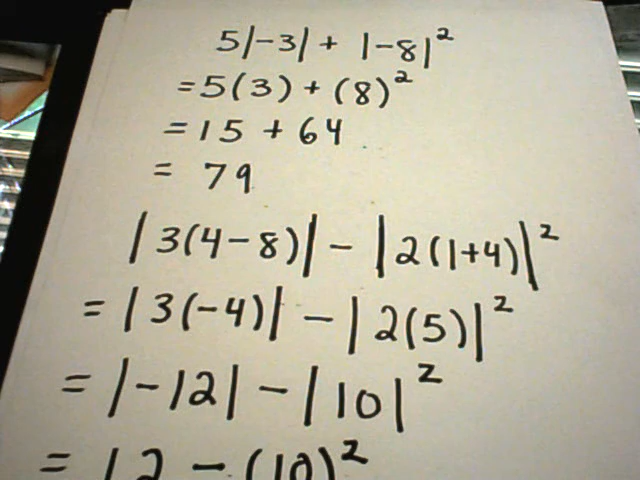 5|-3| + |-8|²
= 5(3) + (8)²
= 15 + 64
= 79
|3(4-8)| - |2(1+4)|²
= |3(-4)| - |2(5)|²
= |-12| - |10|²
= 12 - (10)²